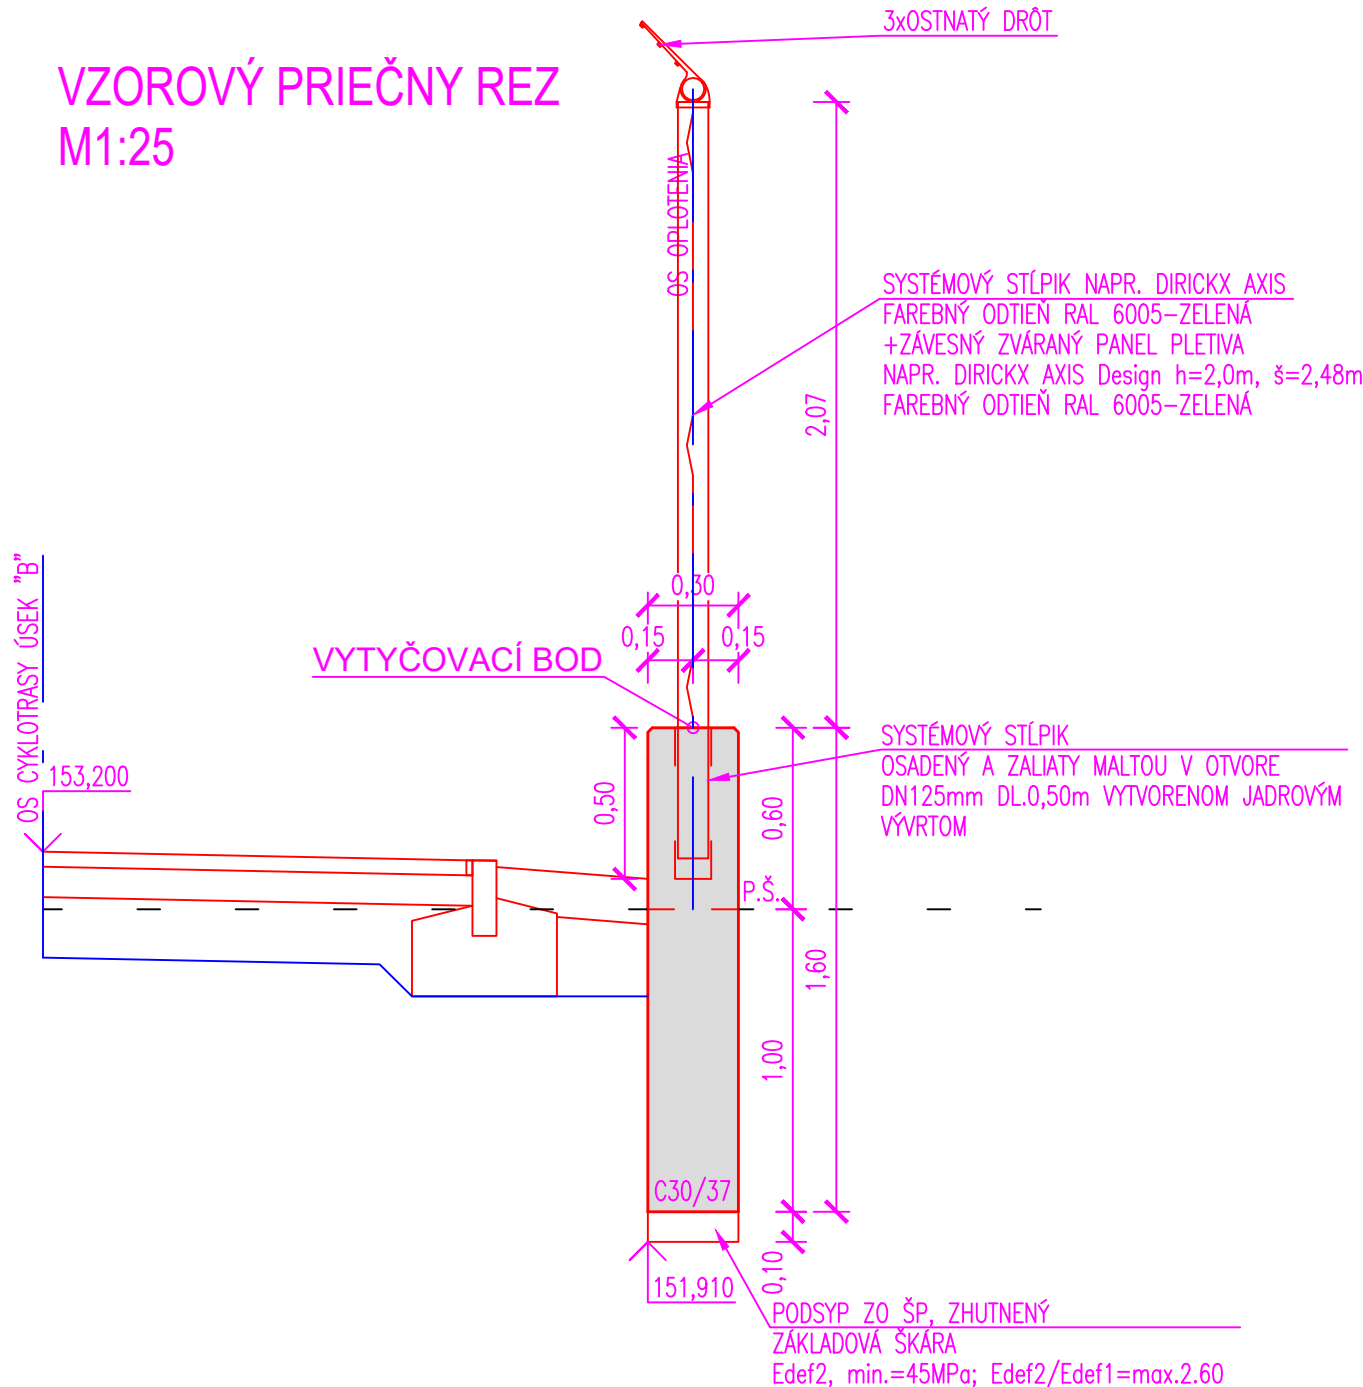 3xOSTNATÝ DRÔT
VZOROVÝ PRIEČNY REZ
M1:25
OS OPLOTENIA
SYSTÉMOVÝ STĹPIK NAPR. DIRICKX AXIS
FAREBNÝ ODTIEŇ RAL 6005-ZELENÁ
+ZÁVESNÝ ZVÁRANÝ PANEL PLETIVA
NAPR. DIRICKX AXIS Design h=2,0m, š=2,48m
FAREBNÝ ODTIEŇ RAL 6005-ZELENÁ
2,07
OS CYKLOTRASY ÚSEK "B"
0,30
0,15
0,15
VYTYČOVACÍ BOD
SYSTÉMOVÝ STĹPIK
OSADENÝ A ZALIATY MALTOU V OTVORE
DN125mm DL.0,50m VYTVORENOM JADROVÝM
VÝVRTOM
153,200
0,50
0,60
P.Š.
1,60
1,00
C30/37
0,10
151,910
PODSYP ZO ŠP, ZHUTNENÝ
ZÁKLADOVÁ ŠKÁRA
Edef2, min.=45MPa; Edef2/Edef1=max.2.60